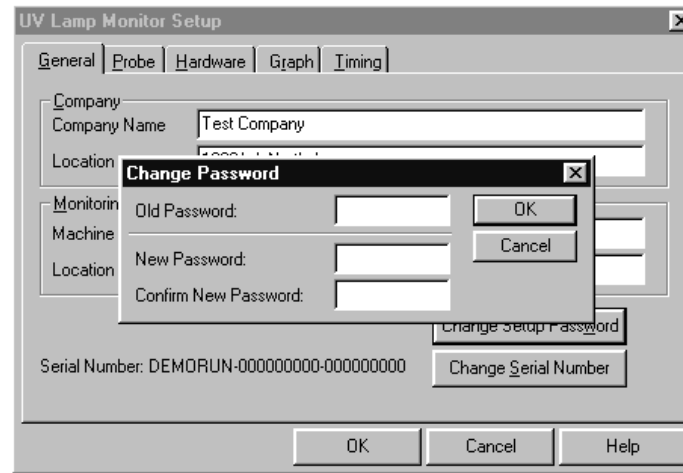 UV Lamp Monitor Setup
General Probe Hardware Graph Timing
Company
Company Name Test Company
Location
Change Password
Old Password: OK
Cancel
New Password:
Confirm New Password:
Machine
Location
Change Setup Password
Serial Number: DEMORUN-000000000-000000000 Change Serial Number
OK Cancel Help